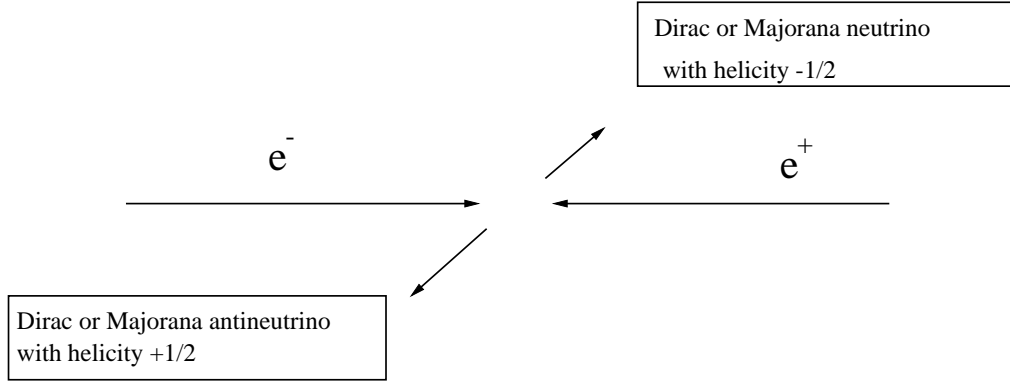 Dirac or Majorana neutrino
with helicity -1/2
e-
e+
Dirac or Majorana antineutrino
with helicity +1/2